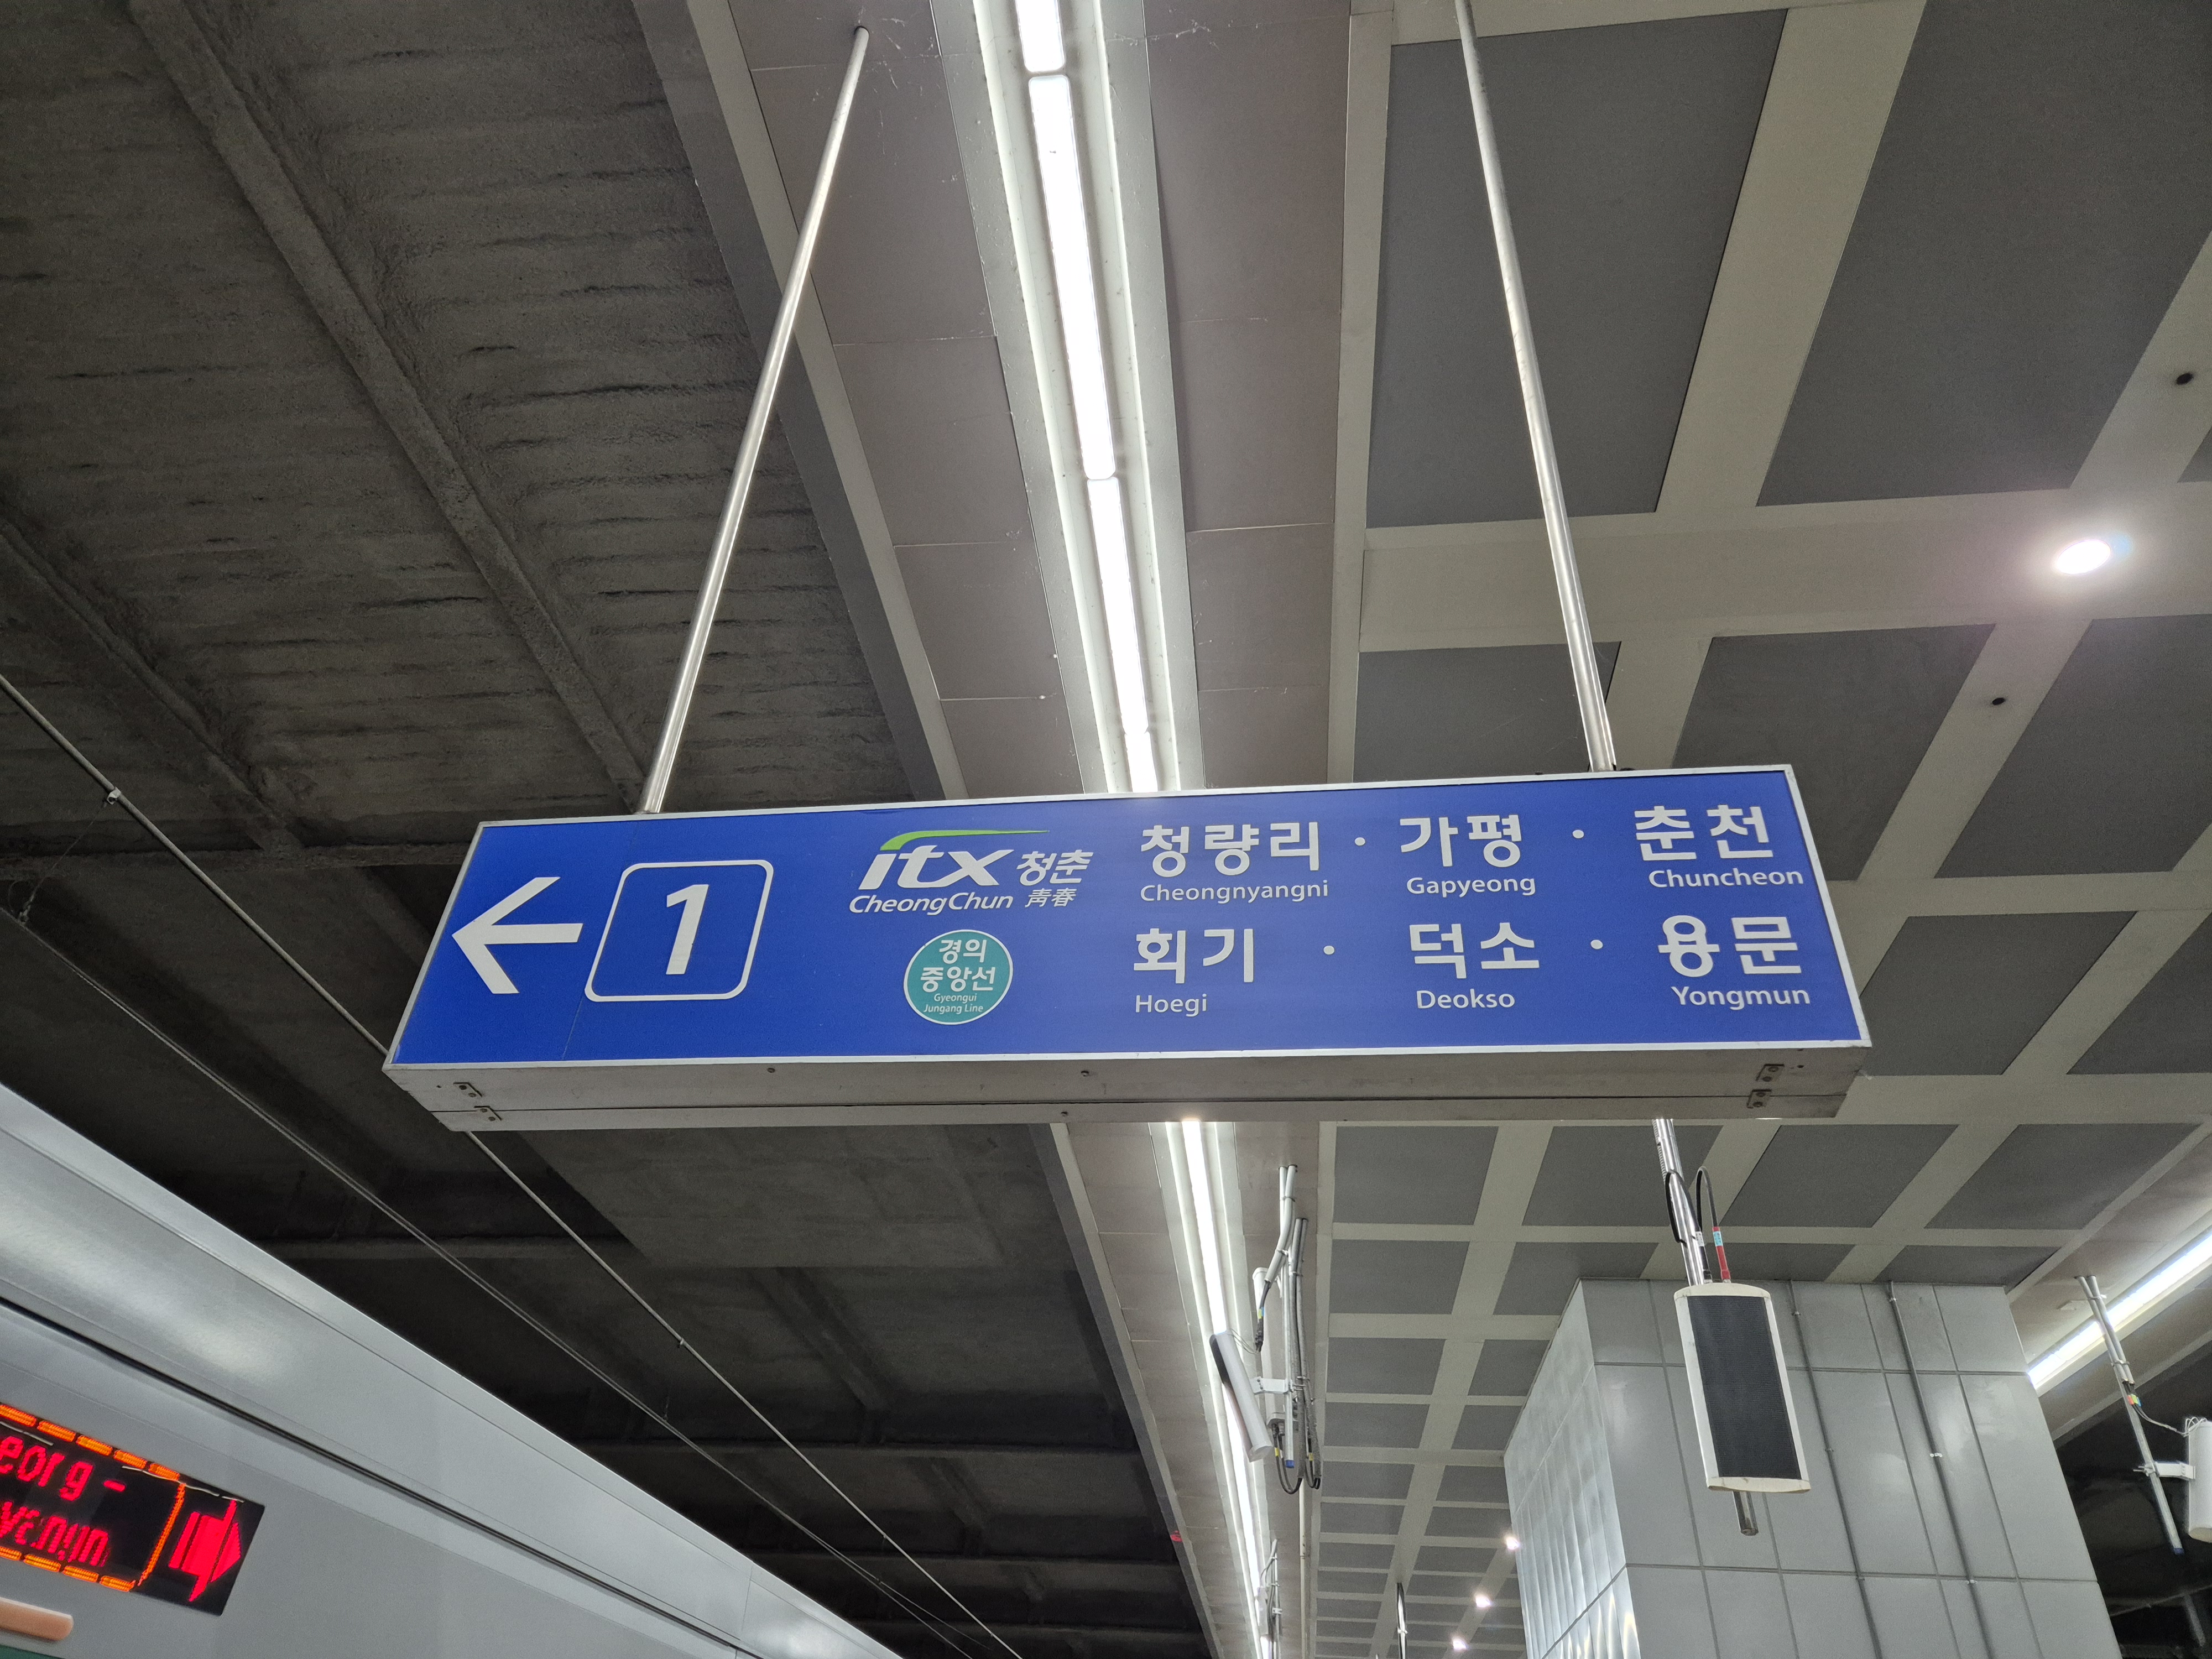 1
itx 청춘
CheongChun 靑春
청량리 · 가평 · 춘천
Cheongnyangni Gapyeong Chuncheon
경의
중앙선
Gyeongui
Jungang Line
회기 · 덕소 · 용문
Hoegi Deokso Yongmun